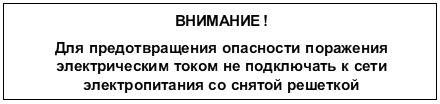 ВНИМАНИЕ !
Для предотвращения опасности поражения
электрическим током не подключать к сети
электропитания со снятой решеткой